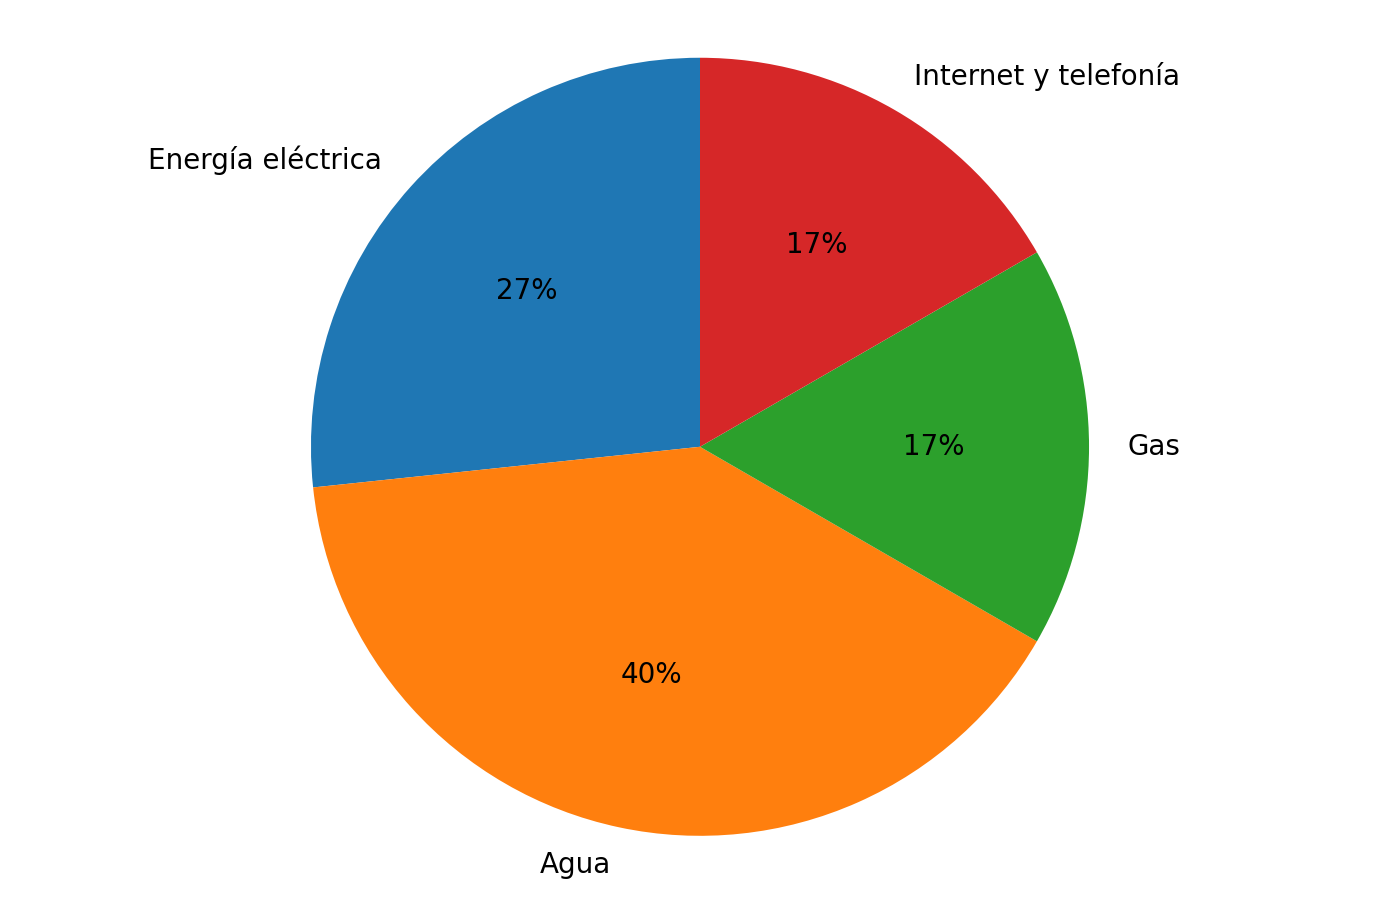 Internet y telefonía
Energía eléctrica
17%
27%
17%
Gas
40%
Agua